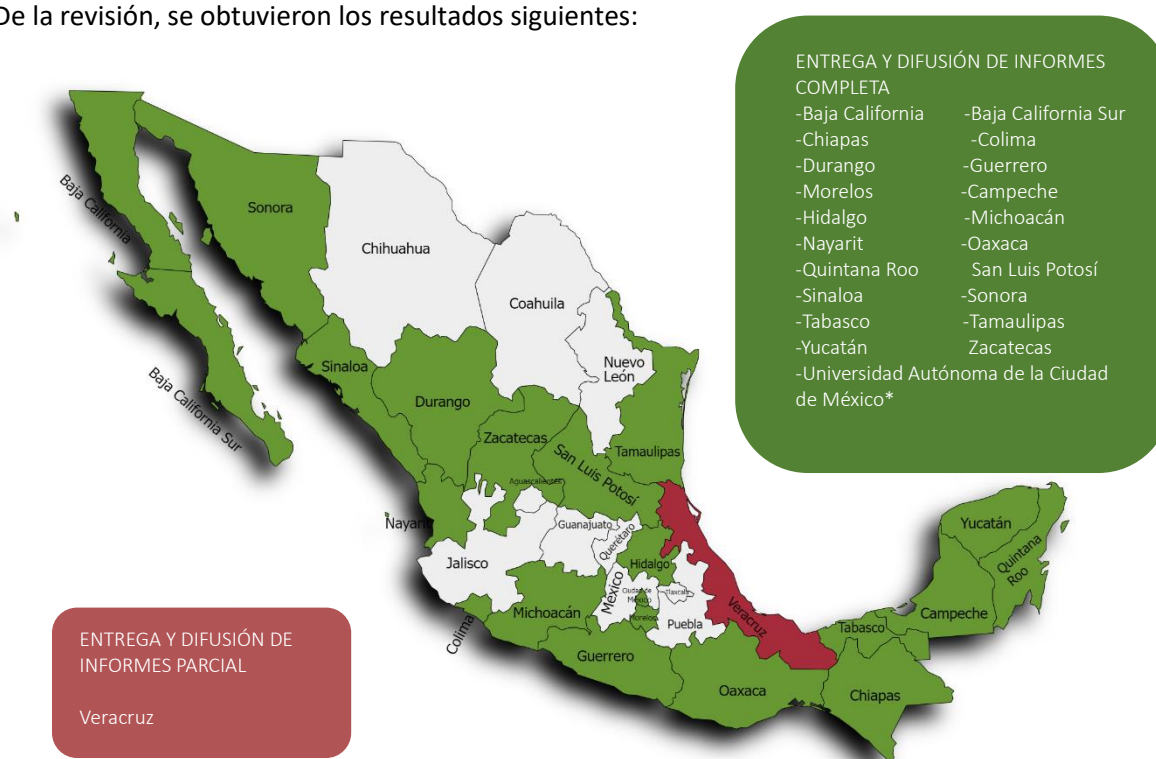 De la revisión, se obtuvieron los resultados siguientes:
ENTREGA Y DIFUSIÓN DE INFORMES
COMPLETA
-Baja California -Baja California Sur
-Chiapas -Colima
-Durango -Guerrero
-Morelos -Campeche
-Hidalgo -Michoacán
-Nayarit -Oaxaca
-Quintana Roo San Luis Potosí
-Sinaloa -Sonora
-Tabasco -Tamaulipas
-Yucatán Zacatecas
-Universidad Autónoma de la Ciudad
de México*
Baja California
Sonora
Chihuahua
Coahuila
Nuevo
León
Sinaloa
Baja California Sur
Durango
Zacatecas
San Luis Potosí
Tamaulipas
Aguascalientes
Nayarit
Guanajuato
Querétaro
Jalisco
Hidalgo
México
Ciudad de
México
Tlaxcala
Morelos
Puebla
Veracruz
Michoacán
Colima
Guerrero
Oaxaca
Chiapas
Tabasco
Campeche
Yucatán
Quintana
Roo
ENTREGA Y DIFUSIÓN DE
INFORMES PARCIAL
Veracruz